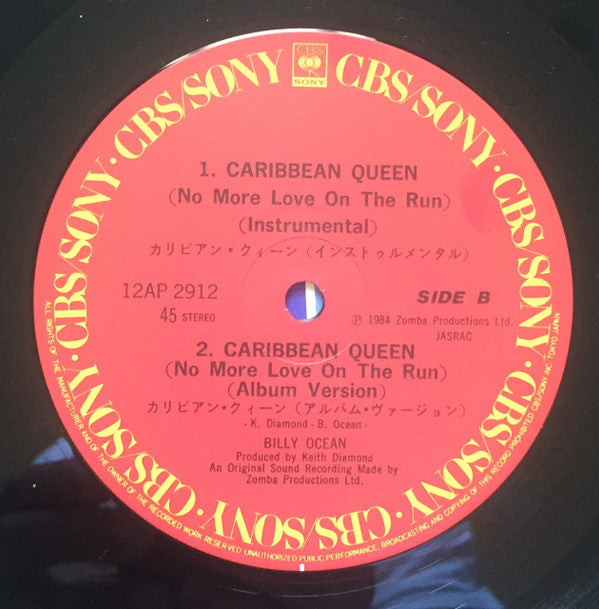 CBS
SONY
CBS/SONY · CBS/SONY · CBS/SONY · CBS/SONY · CBS/SONY · CBS/SONY · CBS/SONY · CBS/SONY
1. CARIBBEAN QUEEN
(No More Love On The Run)
(Instrumental)
カリビアン・クィーン (インストゥルメンタル)
12AP 2912
SIDE B
45 STEREO
Ⓟ 1984 Zomba Productions Ltd.
JASRAC
2. CARIBBEAN QUEEN
(No More Love On The Run)
(Album Version)
カリビアン・クィーン (アルバム・ヴァージョン)
-K. Diamond-B. Ocean-
BILLY OCEAN
Produced by Keith Diamond
An Original Sound Recording Made by
Zomba Productions Ltd.
ALL RIGHTS OF THE MANUFACTURER AND OF THE OWNER OF THE RECORDED WORK RESERVED UNAUTHORIZED PUBLIC PERFORMANCE, BROADCASTING AND COPYING OF THIS RECORD PROHIBITED CBS/SONY INC. TOKYO JAPAN